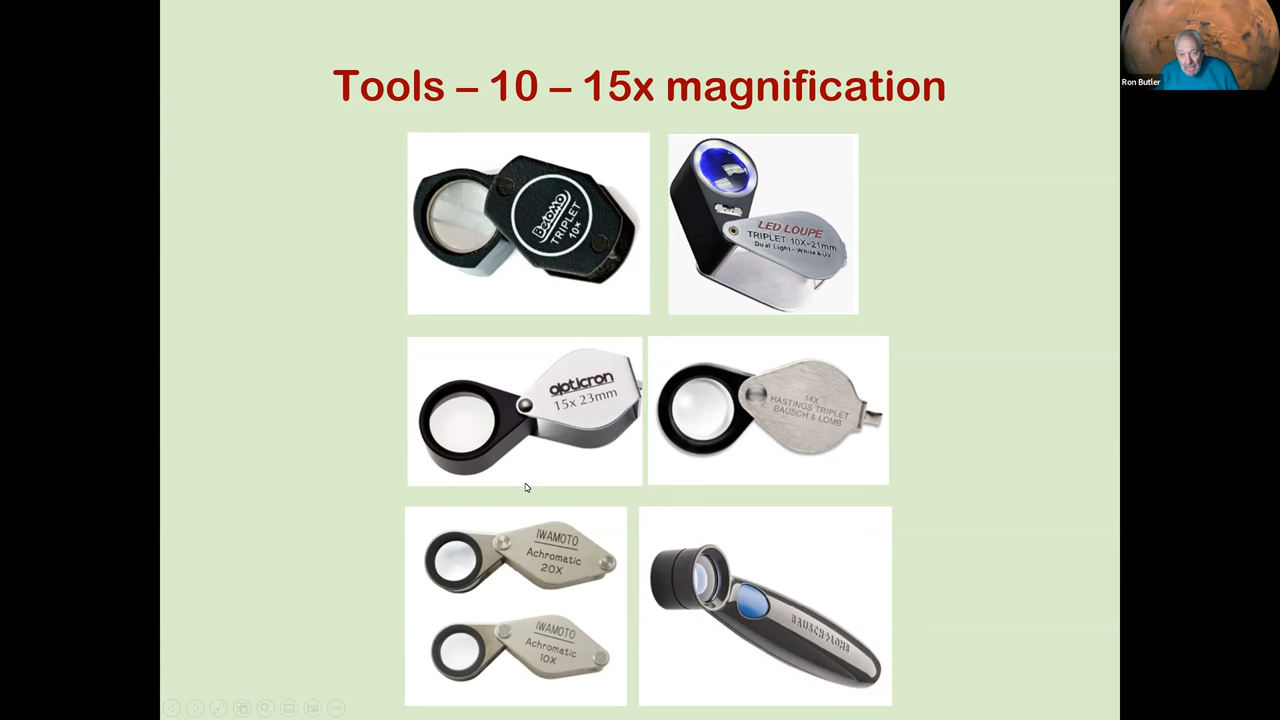 Tools – 10 – 15x magnification
Ron Butler
BelOMO
TRIPLET
10x
LED LOUPE
TRIPLET 10X-21mm
Dual Light-White&UV
opticron
15x 23mm
14X
HASTINGS TRIPLET
BAUSCH & LOMB
IWAMOTO
Achromatic
20X
IWAMOTO
Achromatic
10X
BAUSCH & LOMB